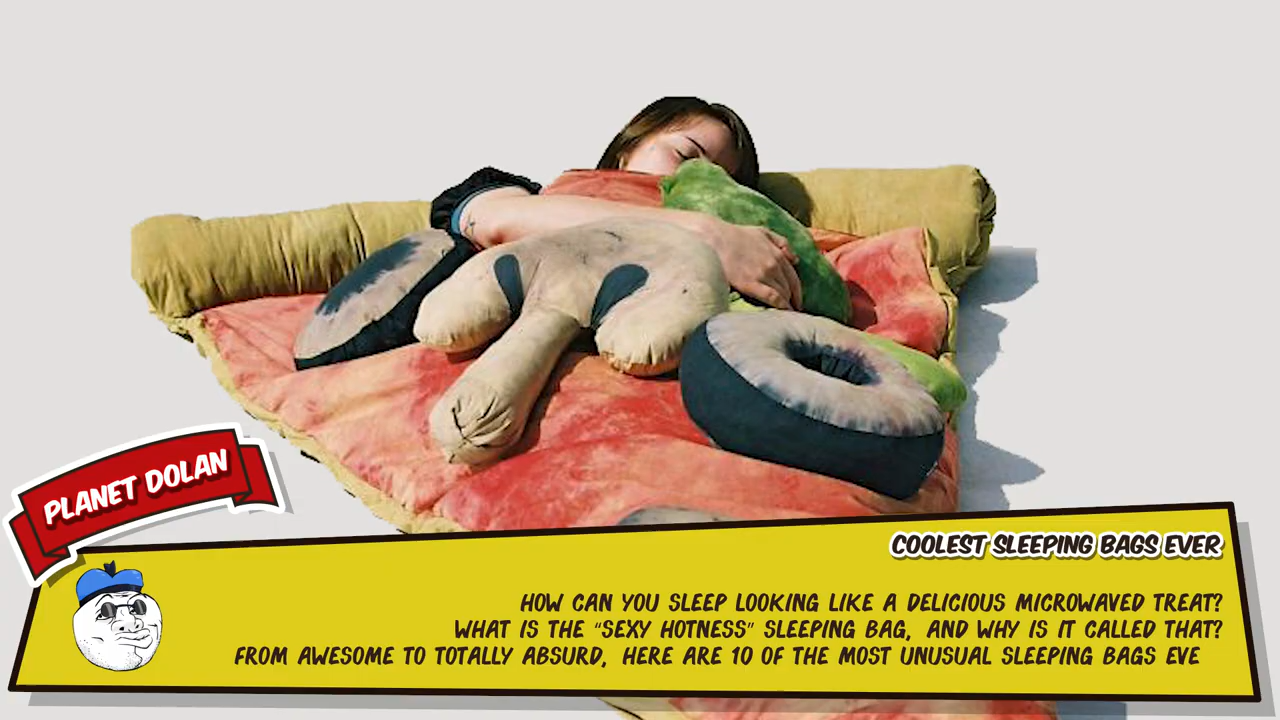 PLANET DOLAN
COOLEST SLEEPING BAGS EVER
HOW CAN YOU SLEEP LOOKING LIKE A DELICIOUS MICROWAVED TREAT?
WHAT IS THE "SEXY HOTNESS" SLEEPING BAG, AND WHY IS IT CALLED THAT?
FROM AWESOME TO TOTALLY ABSURD, HERE ARE 10 OF THE MOST UNUSUAL SLEEPING BAGS EVE